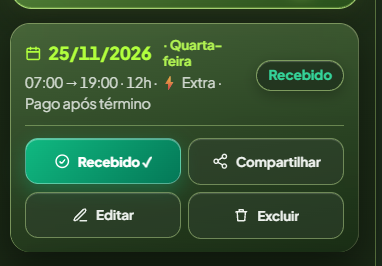 25/11/2026 · Quarta-
feira
07:00 → 19:00 · 12h · ⚡ Extra ·
Pago após término
Recebido
Recebido ✓
Compartilhar
Editar
Excluir